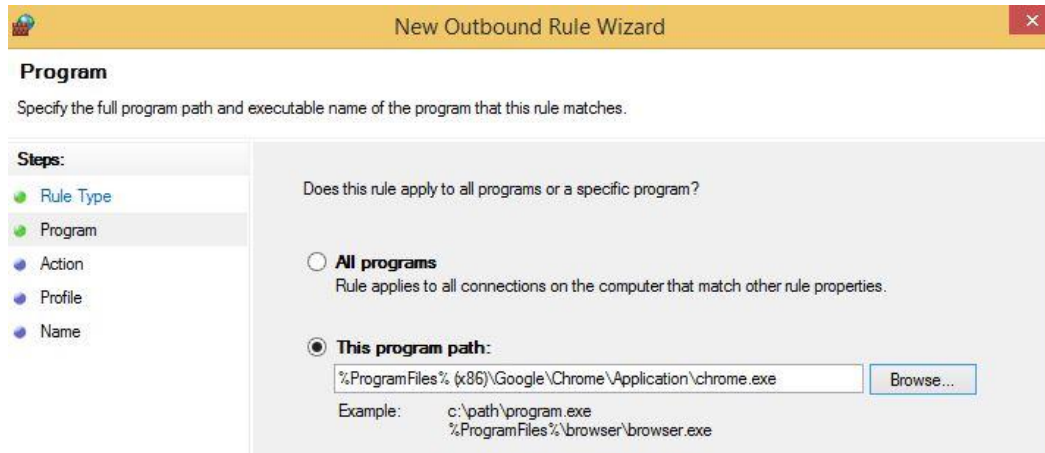 New Outbound Rule Wizard
Program
Specify the full program path and executable name of the program that this rule matches.
Steps:
Rule Type
Program
Action
Profile
Name
Does this rule apply to all programs or a specific program?
All programs
Rule applies to all connections on the computer that match other rule properties.
This program path:
%ProgramFiles% (x86)\Google\Chrome\Application\chrome.exe
Browse...
Example: c:\path\program.exe
%ProgramFiles%\browser\browser.exe